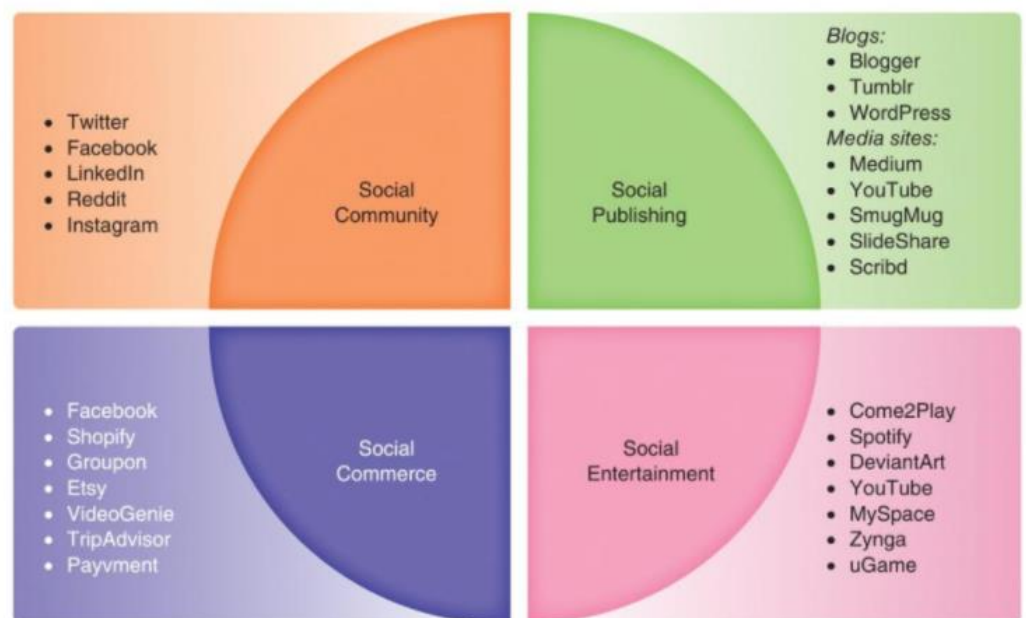 • Twitter
• Facebook
• LinkedIn
• Reddit
• Instagram
Social
Community
Social
Publishing
Blogs:
• Blogger
• Tumblr
• WordPress
Media sites:
• Medium
• YouTube
• SmugMug
• SlideShare
• Scribd
• Facebook
• Shopify
• Groupon
• Etsy
• VideoGenie
• TripAdvisor
• Payvment
Social
Commerce
Social
Entertainment
• Come2Play
• Spotify
• DeviantArt
• YouTube
• MySpace
• Zynga
• uGame